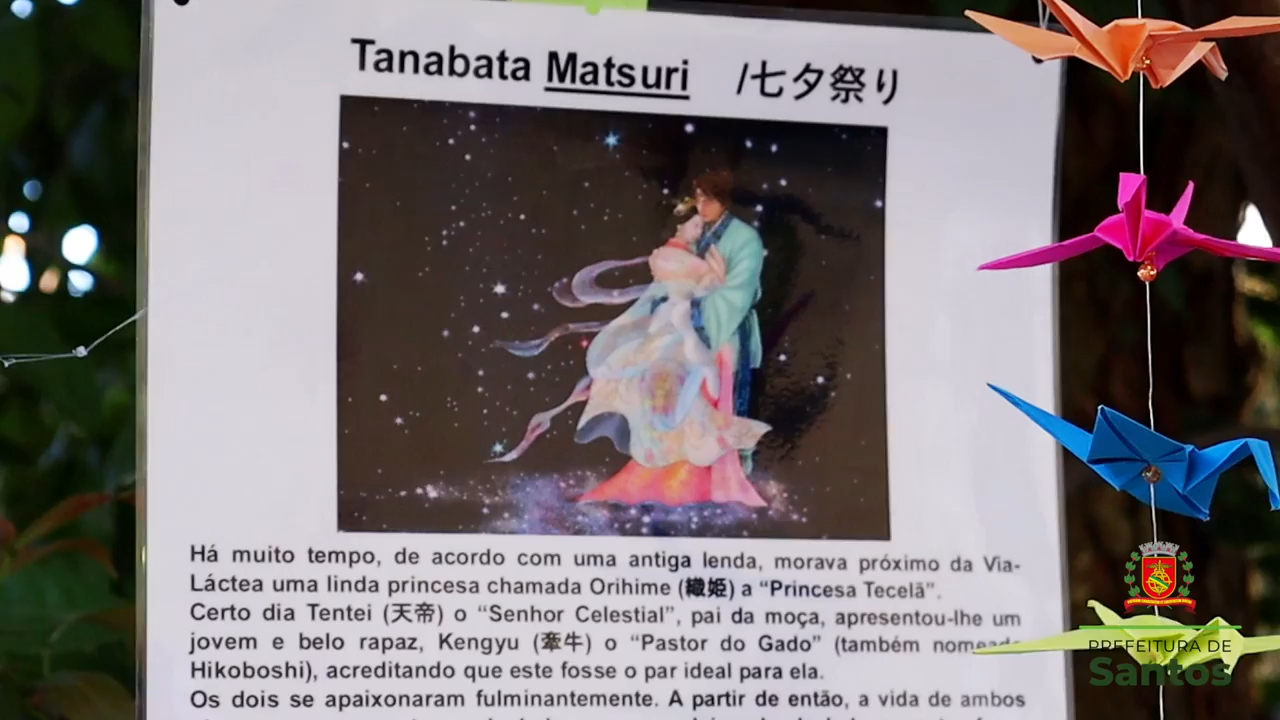 Tanabata Matsuri /七夕祭り
Há muito tempo, de acordo com uma antiga lenda, morava próximo da Via-
Láctea uma linda princesa chamada Orihime (織姫) a “Princesa Tecelã”.
Certo dia Tentei (天帝) o “Senhor Celestial”, pai da moça, apresentou-lhe um
jovem e belo rapaz, Kengyu (牽牛) o “Pastor do Gado” (também nomeado
Hikoboshi), acreditando que este fosse o par ideal para ela.
Os dois se apaixonaram fulminantemente. A partir de então, a vida de ambos
PREFEITURA DE
Santos